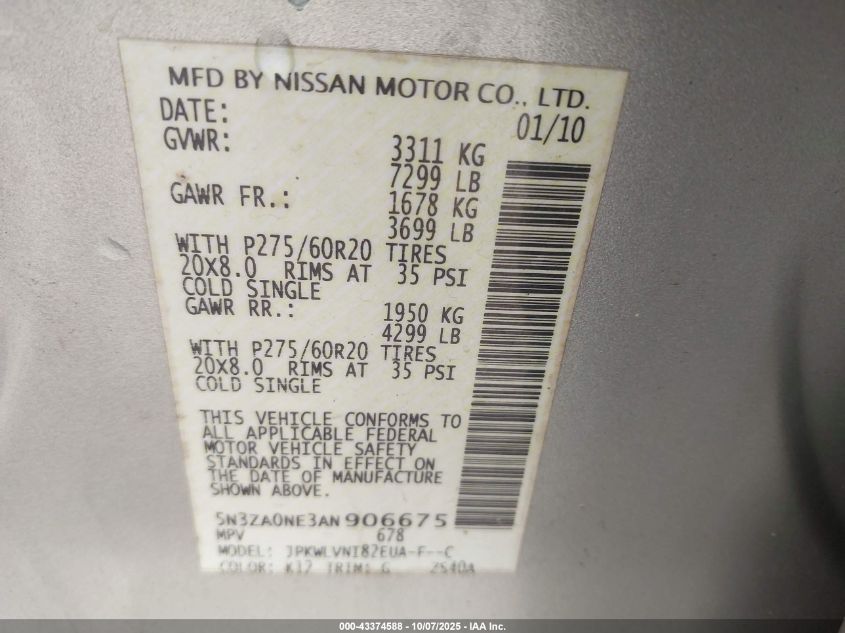 MFD BY NISSAN MOTOR CO., LTD.
DATE: 01/10
GVWR: 3311 KG
7299 LB
GAWR FR.: 1678 KG
3699 LB
WITH P275/60R20 TIRES
20X8.0 RIMS AT 35 PSI
COLD SINGLE
GAWR RR.: 1950 KG
4299 LB
WITH P275/60R20 TIRES
20X8.0 RIMS AT 35 PSI
COLD SINGLE
THIS VEHICLE CONFORMS TO
ALL APPLICABLE FEDERAL
MOTOR VEHICLE SAFETY
STANDARDS IN EFFECT ON
THE DATE OF MANUFACTURE
SHOWN ABOVE.
5N3ZA0NE3AN906675
MPV 678
MODEL: JPKWLVNI82EUA-F--C
COLOR: K12 TRIM: G 2540A
000-43374588 - 10/07/2025 - IAA Inc.